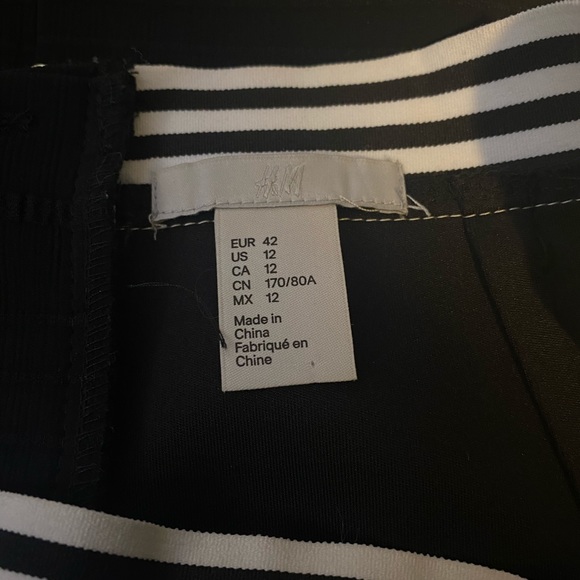 H&M
EUR 42
US 12
CA 12
CN 170/80A
MX 12
Made in
China
Fabriqué en
Chine